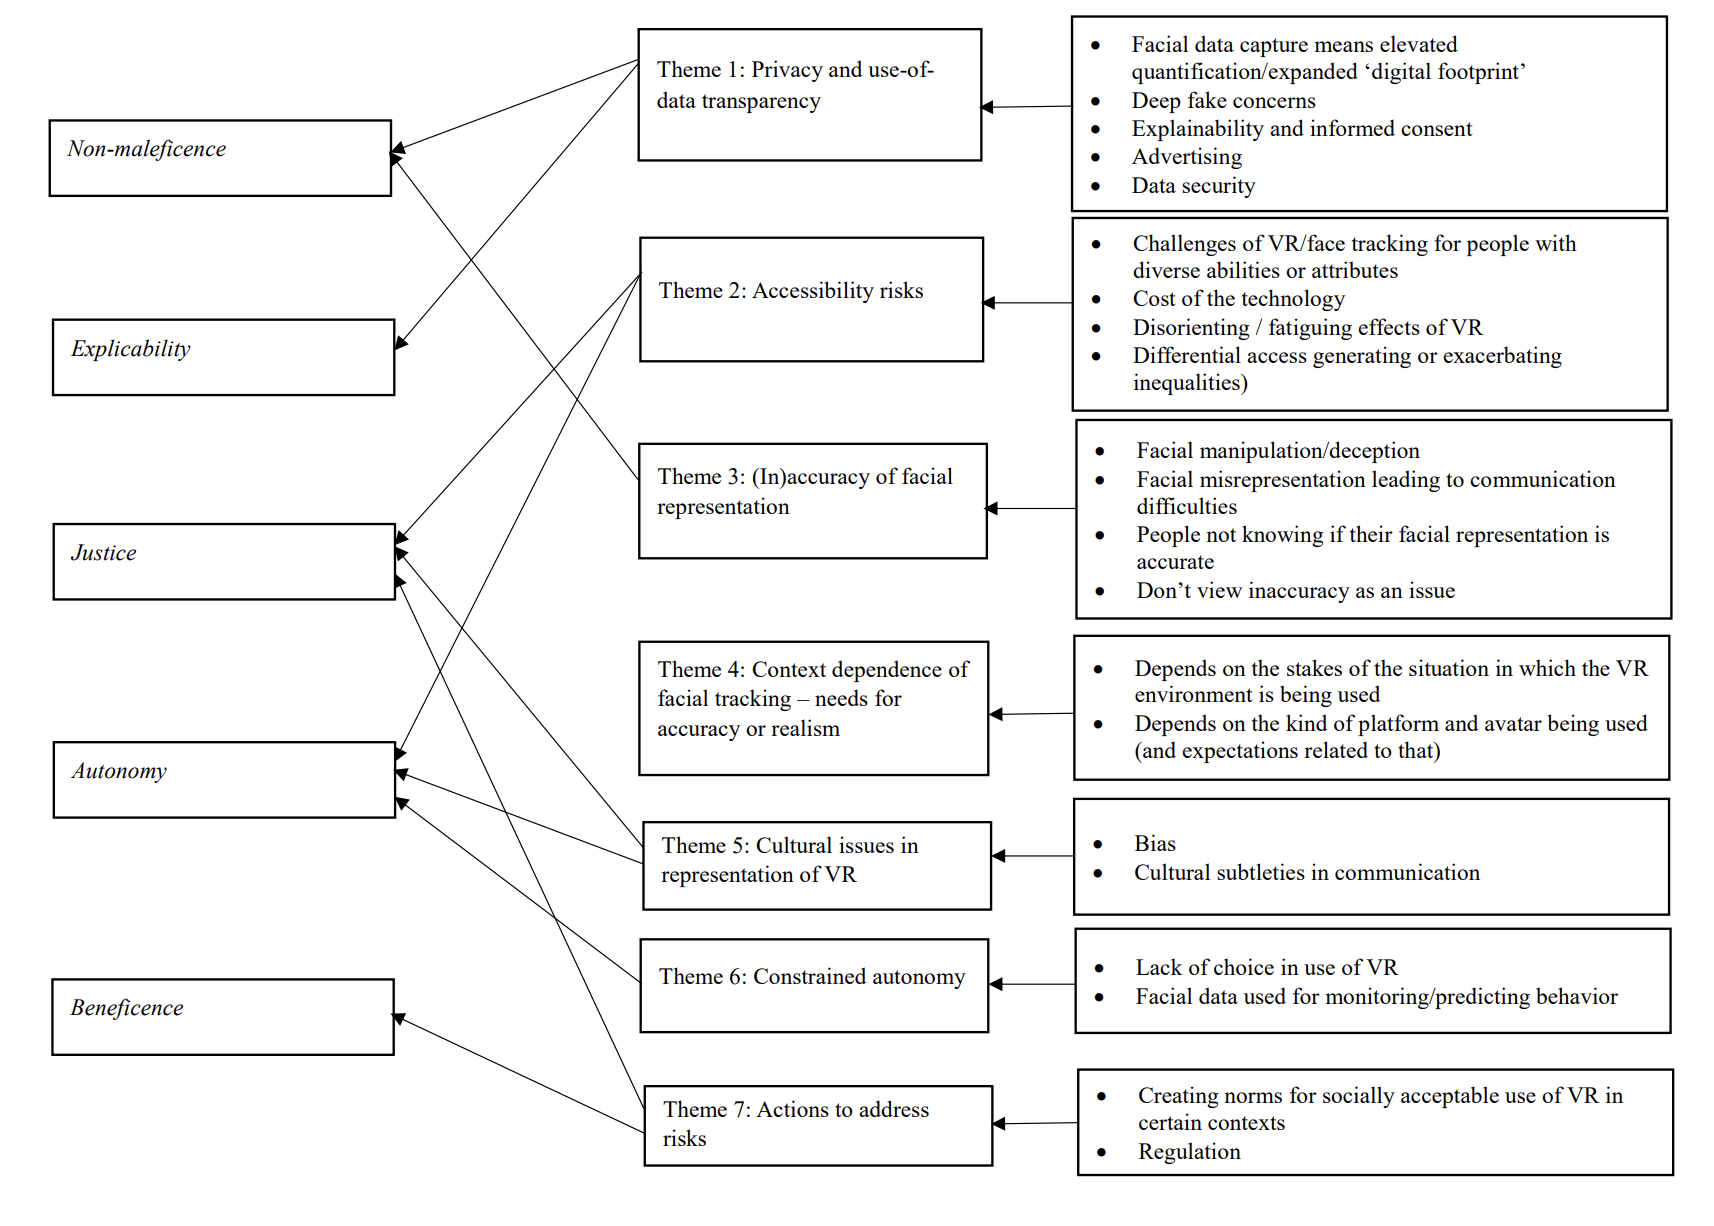 Non-maleficence
Explicability
Justice
Autonomy
Beneficence
Theme 1: Privacy and use-of-
data transparency
Theme 2: Accessibility risks
Theme 3: (In)accuracy of facial
representation
Theme 4: Context dependence of
facial tracking – needs for
accuracy or realism
Theme 5: Cultural issues in
representation of VR
Theme 6: Constrained autonomy
Theme 7: Actions to address
risks
• Facial data capture means elevated
quantification/expanded ‘digital footprint’
• Deep fake concerns
• Explainability and informed consent
• Advertising
• Data security
• Challenges of VR/face tracking for people with
diverse abilities or attributes
• Cost of the technology
• Disorienting / fatiguing effects of VR
• Differential access generating or exacerbating
inequalities)
• Facial manipulation/deception
• Facial misrepresentation leading to communication
difficulties
• People not knowing if their facial representation is
accurate
• Don’t view inaccuracy as an issue
• Depends on the stakes of the situation in which the VR
environment is being used
• Depends on the kind of platform and avatar being used
(and expectations related to that)
• Bias
• Cultural subtleties in communication
• Lack of choice in use of VR
• Facial data used for monitoring/predicting behavior
• Creating norms for socially acceptable use of VR in
certain contexts
• Regulation